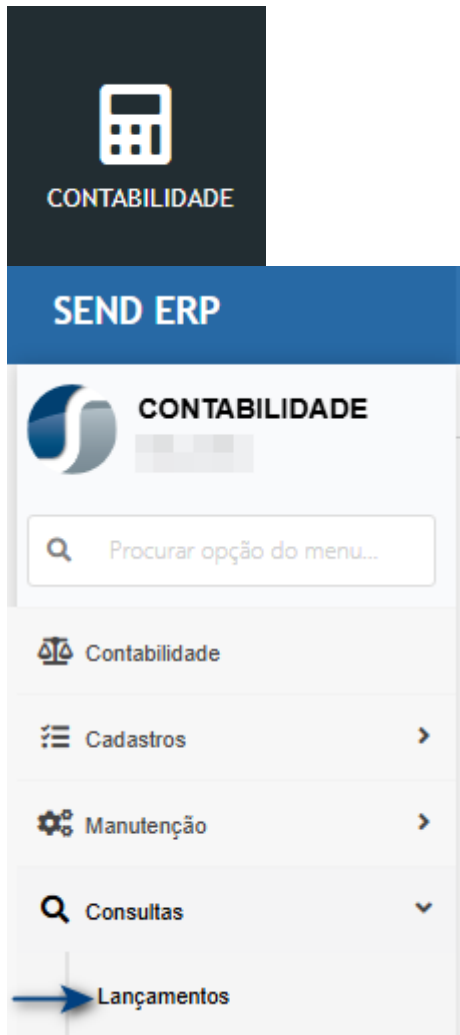 CONTABILIDADE
SEND ERP
CONTABILIDADE
Procurar opção do menu...
Contabilidade
Cadastros
Manutenção
Consultas
Lançamentos